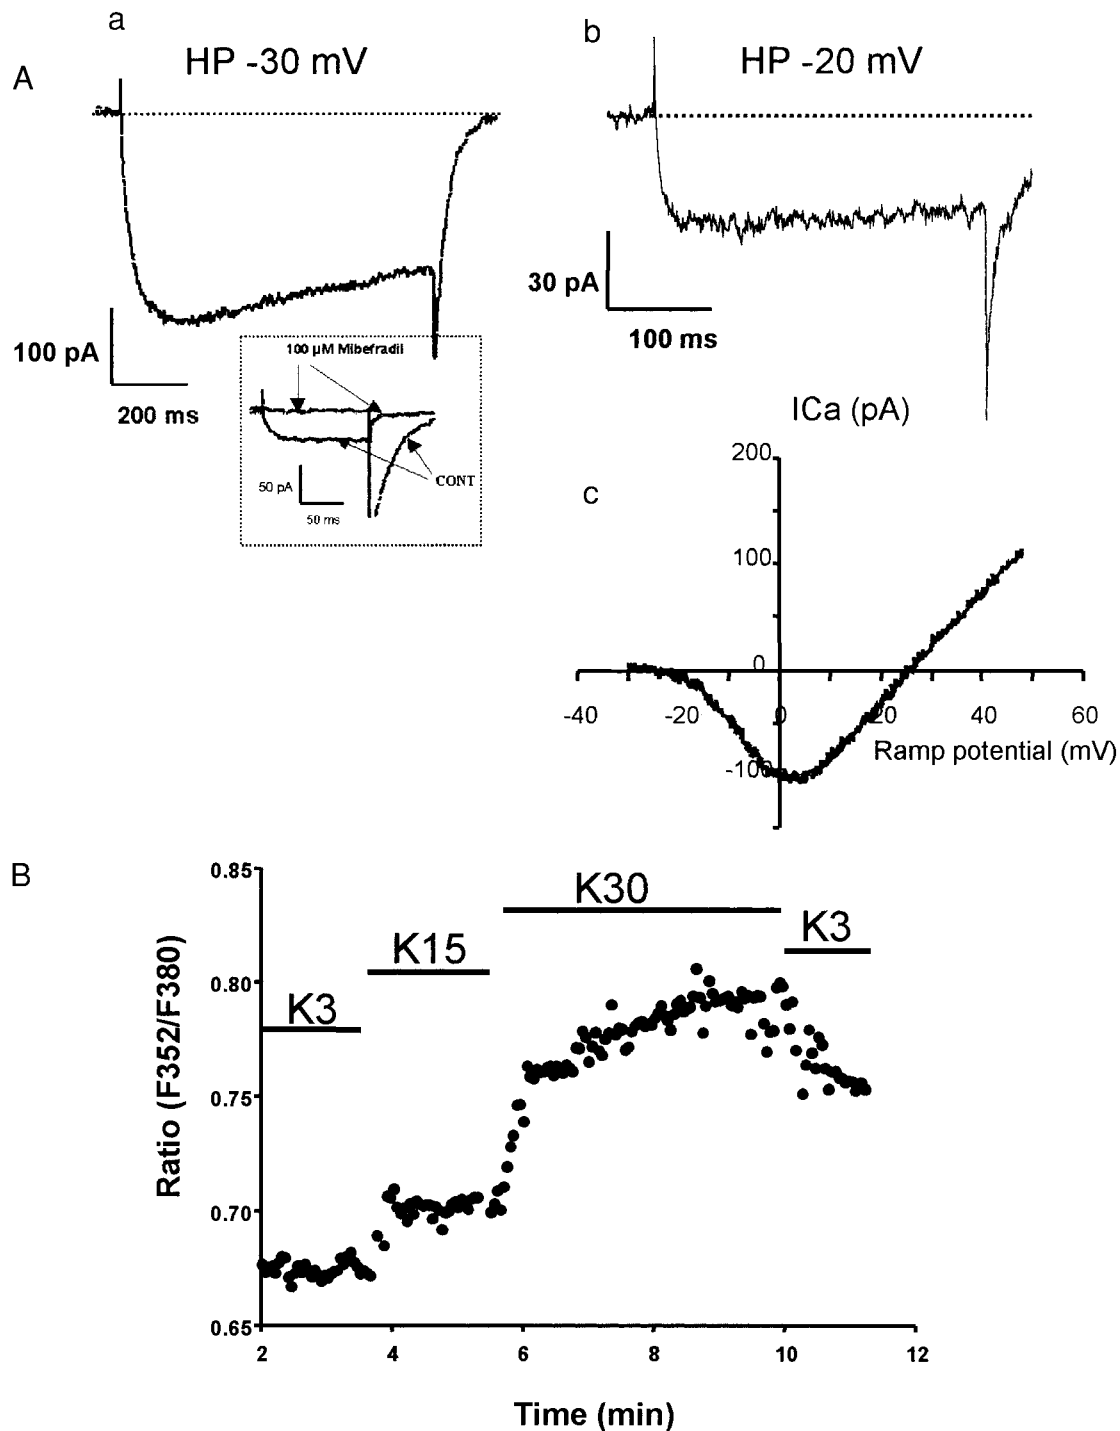 a
b
A
HP -30 mV
HP -20 mV
100 pA
200 ms
30 pA
100 ms
100 µM Mibefradil
CONT
50 pA
50 ms
c
ICa (pA)
200
100
0
-100
-40
-20
0
20
40
60
Ramp potential (mV)
B
Ratio (F352/F380)
0.85
0.80
0.75
0.70
0.65
K3
K15
K30
K3
2
4
6
8
10
12
Time (min)